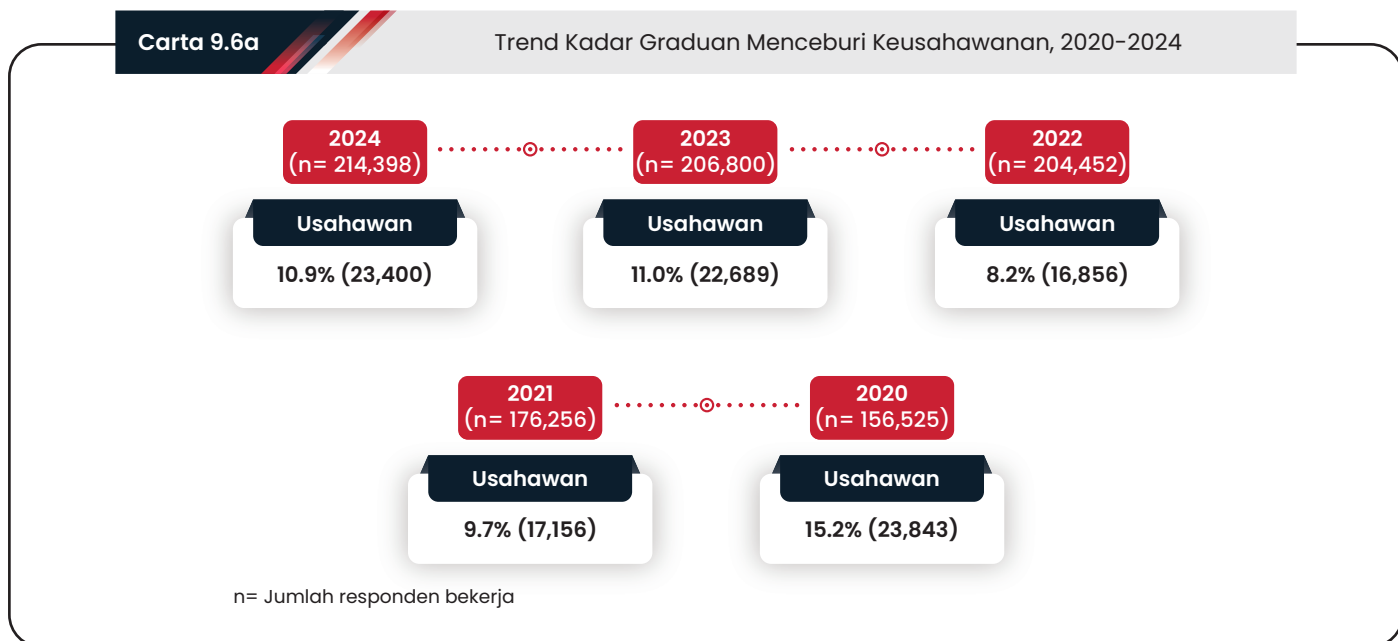 Carta 9.6a
Trend Kadar Graduan Menceburi Keusahawanan, 2020-2024
2024
(n= 214,398)
Usahawan
10.9% (23,400)
2023
(n= 206,800)
Usahawan
11.0% (22,689)
2022
(n= 204,452)
Usahawan
8.2% (16,856)
2021
(n= 176,256)
Usahawan
9.7% (17,156)
2020
(n= 156,525)
Usahawan
15.2% (23,843)
n= Jumlah responden bekerja